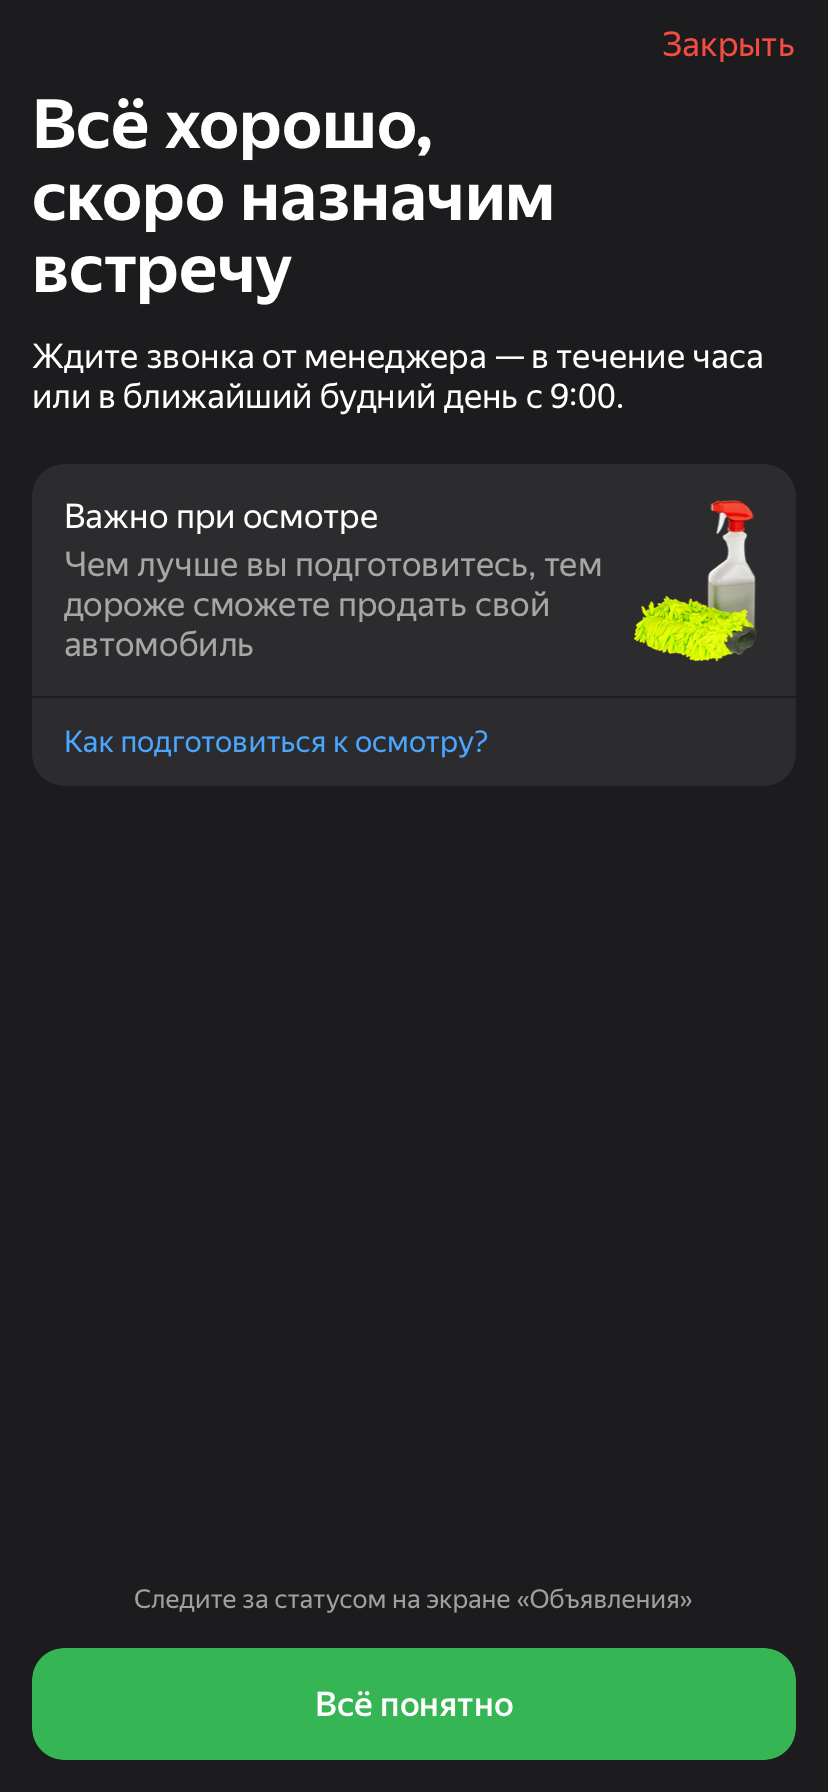 Закрыть
Всё хорошо,
скоро назначим
встречу
Ждите звонка от менеджера — в течение часа
или в ближайший будний день с 9:00.
Важно при осмотре
Чем лучше вы подготовитесь, тем
дороже сможете продать свой
автомобиль
Как подготовиться к осмотру?
Следите за статусом на экране «Объявления»
Всё понятно